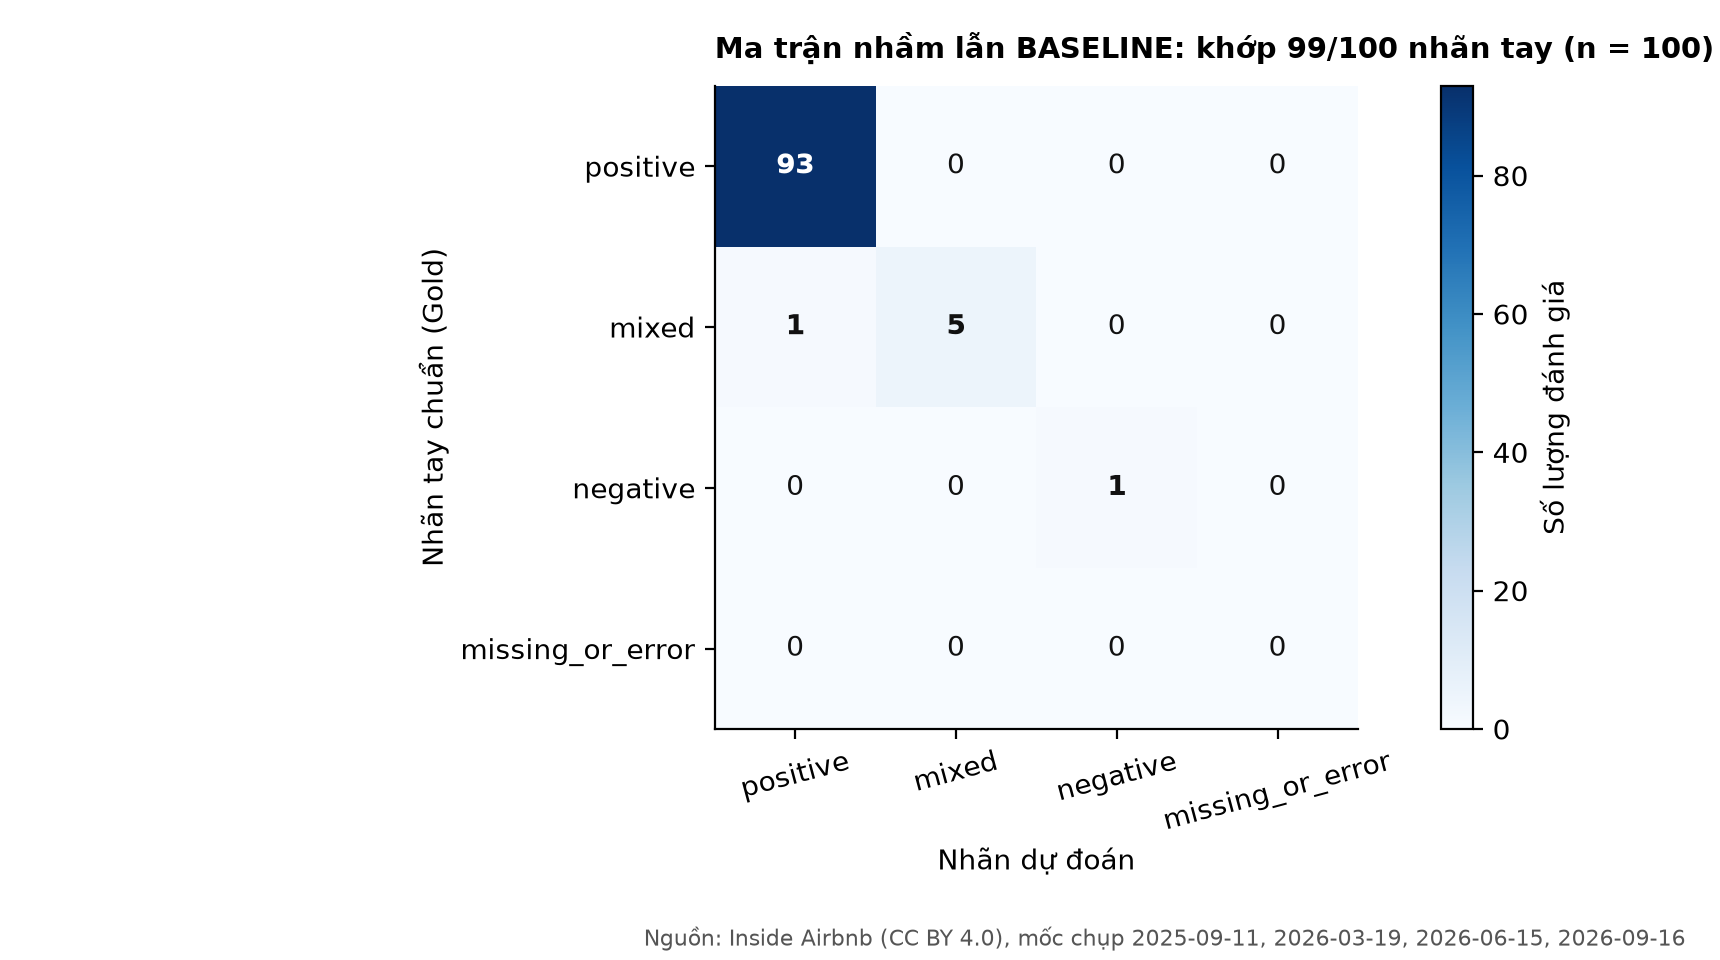 Ma trận nhầm lẫn BASELINE: khớp 99/100 nhãn tay (n = 100)
Nhãn tay chuẩn (Gold)
positive 93 0 0 0
mixed 1 5 0 0
negative 0 0 1 0
missing_or_error 0 0 0 0
positive mixed negative missing_or_error
Nhãn dự đoán
80
60
40
20
0
Số lượng đánh giá
Nguồn: Inside Airbnb (CC BY 4.0), mốc chụp 2025-09-11, 2026-03-19, 2026-06-15, 2026-09-16